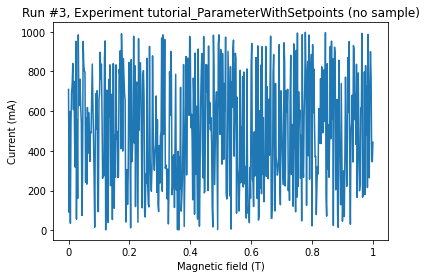 Run #3, Experiment tutorial_ParameterWithSetpoints (no sample)
1000
800
600
400
200
0
Current (mA)
0 0.2 0.4 0.6 0.8 1
Magnetic field (T)